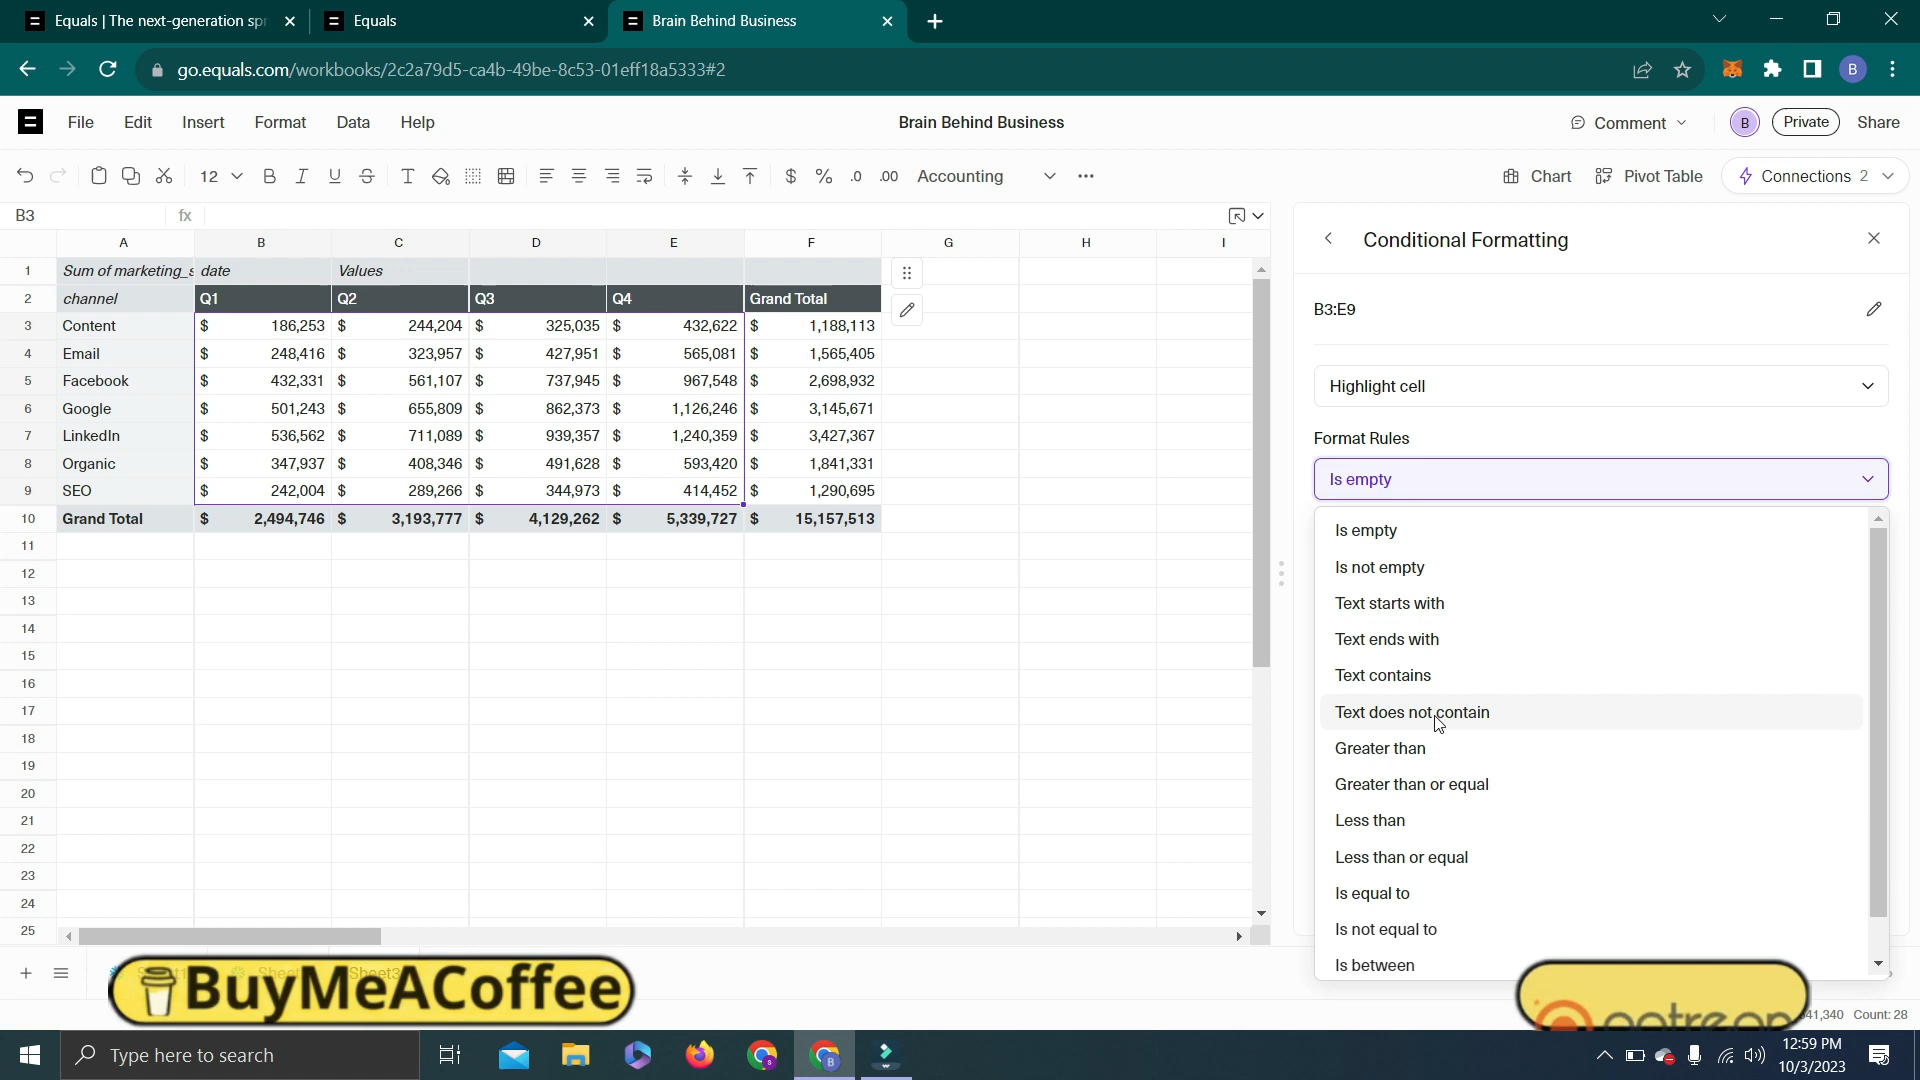 Equals | The next-generation spr
Equals
Brain Behind Business
go.equals.com/workbooks/2c2a79d5-ca4b-49be-8c53-01eff18a5333#2
B
File Edit Insert Format Data Help
Brain Behind Business
Comment
B
Private
Share
12 B I U S T $ % .0 .00 Accounting
Chart
Pivot Table
Connections 2
B3 fx
A B C D E F G H I
1 Sum of marketing_s date Values
2 channel Q1 Q2 Q3 Q4 Grand Total
3 Content $ 186,253 $ 244,204 $ 325,035 $ 432,622 $ 1,188,113
4 Email $ 248,416 $ 323,957 $ 427,951 $ 565,081 $ 1,565,405
5 Facebook $ 432,331 $ 561,107 $ 737,945 $ 967,548 $ 2,698,932
6 Google $ 501,243 $ 655,809 $ 862,373 $ 1,126,246 $ 3,145,671
7 LinkedIn $ 536,562 $ 711,089 $ 939,357 $ 1,240,359 $ 3,427,367
8 Organic $ 347,937 $ 408,346 $ 491,628 $ 593,420 $ 1,841,331
9 SEO $ 242,004 $ 289,266 $ 344,973 $ 414,452 $ 1,290,695
10 Grand Total $ 2,494,746 $ 3,193,777 $ 4,129,262 $ 5,339,727 $ 15,157,513
11
12
13
14
15
16
17
18
19
20
21
22
23
24
25
Conditional Formatting
B3:E9
Highlight cell
Format Rules
Is empty
Is empty
Is not empty
Text starts with
Text ends with
Text contains
Text does not contain
Greater than
Greater than or equal
Less than
Less than or equal
Is equal to
Is not equal to
Is between
BuyMeACoffee
41,340 Count: 28
Type here to search
12:59 PM
10/3/2023